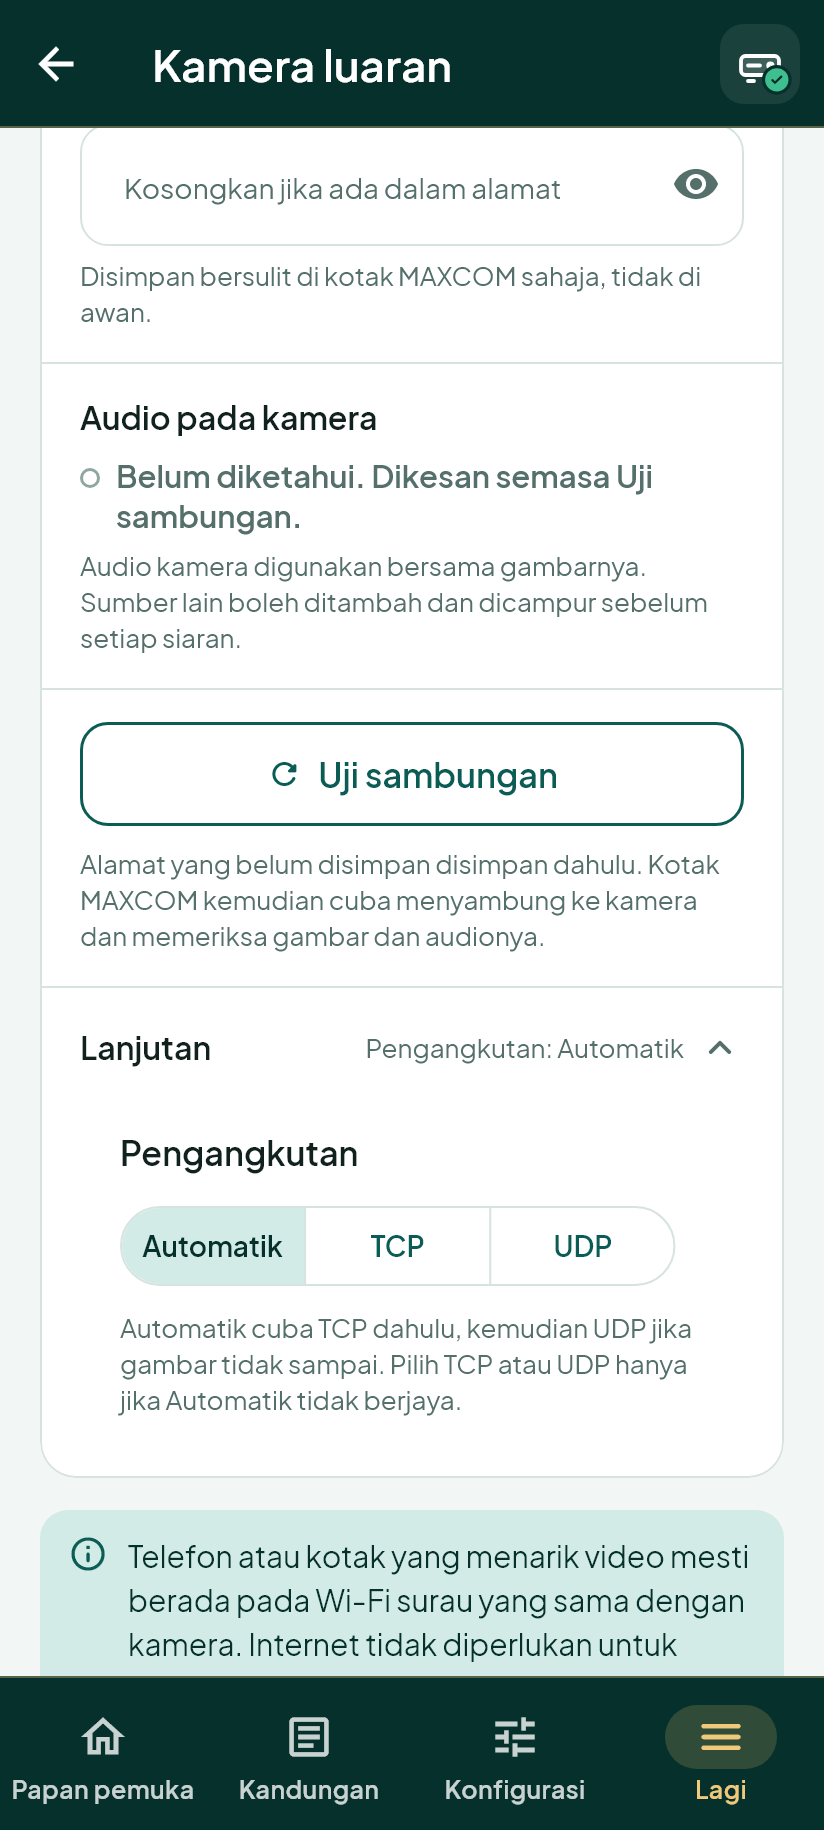 Kamera luaran
Kosongkan jika ada dalam alamat
Disimpan bersulit di kotak MAXCOM sahaja, tidak di
awan.
Audio pada kamera
Belum diketahui. Dikesan semasa Uji
sambungan.
Audio kamera digunakan bersama gambarnya.
Sumber lain boleh ditambah dan dicampur sebelum
setiap siaran.
Uji sambungan
Alamat yang belum disimpan disimpan dahulu. Kotak
MAXCOM kemudian cuba menyambung ke kamera
dan memeriksa gambar dan audionya.
Lanjutan
Pengangkutan: Automatik
Pengangkutan
Automatik
TCP
UDP
Automatik cuba TCP dahulu, kemudian UDP jika
gambar tidak sampai. Pilih TCP atau UDP hanya
jika Automatik tidak berjaya.
Telefon atau kotak yang menarik video mesti
berada pada Wi-Fi surau yang sama dengan
kamera. Internet tidak diperlukan untuk
Papan pemuka
Kandungan
Konfigurasi
Lagi